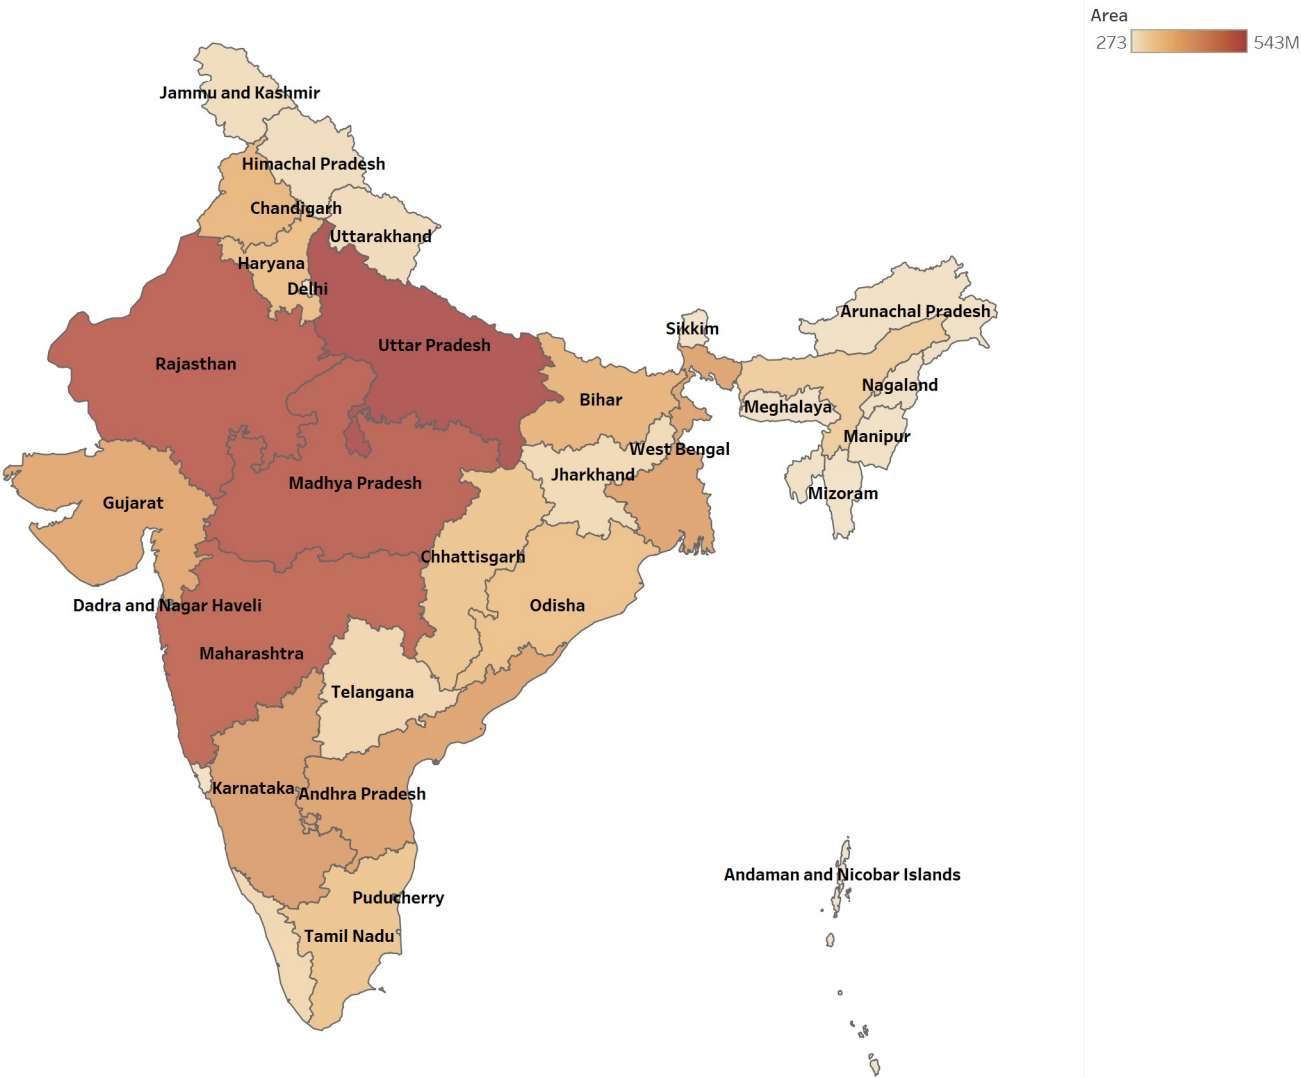 Area
273 543M
Jammu and Kashmir
Himachal Pradesh
Chandigarh
Uttarakhand
Haryana
Delhi
Arunachal Pradesh
Sikkim
Uttar Pradesh
Rajasthan
Nagaland
Bihar
Meghalaya
Manipur
West Bengal
Jharkhand
Madhya Pradesh
Mizoram
Gujarat
Chhattisgarh
Dadra and Nagar Haveli
Odisha
Maharashtra
Telangana
Karnataka
Andhra Pradesh
Andaman and Nicobar Islands
Puducherry
Tamil Nadu